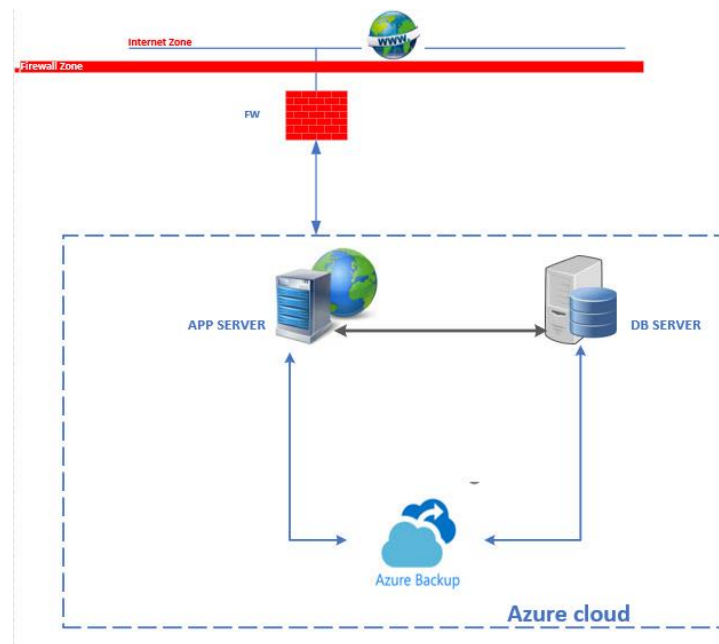 Internet Zone
WWW
Firewall Zone
FW
APP SERVER
DB SERVER
Azure Backup
Azure cloud